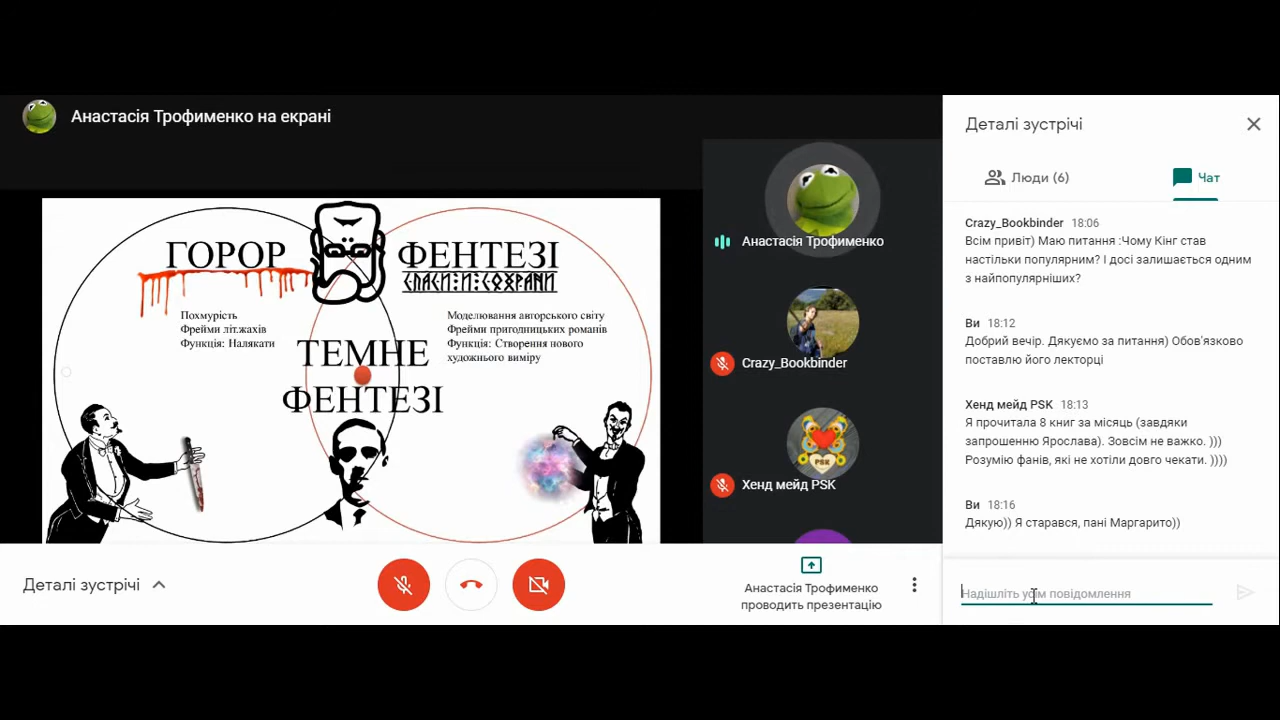 Анастасія Трофименко на екрані
ГОРОР
ФЕНТЕЗІ
СПАСИ:И:СОХРАНИ
Похмурість
Фрейми літ.жахів
Функція: Налякати
Моделювання авторського світу
Фрейми пригодницьких романів
Функція: Створення нового
художнього виміру
ТЕМНЕ
ФЕНТЕЗІ
Анастасія Трофименко
Crazy_Bookbinder
Хенд мейд PSK
PSK
Деталі зустрічі
Люди (6)
Чат
Crazy_Bookbinder 18:06
Всім привіт) Маю питання :Чому Кінг став
настільки популярним? І досі залишається одним
з найпопулярніших?
Ви 18:12
Добрий вечір. Дякуємо за питання) Обов'язково
поставлю його лекторці
Хенд мейд PSK 18:13
Я прочитала 8 книг за місяць (завдяки
запрошенню Ярослава). Зовсім не важко. )))
Розумію фанів, які не хотіли довго чекати. ))))
Ви 18:16
Дякую)) Я старався, пані Маргарито))
Надішліть усім повідомлення
Деталі зустрічі
Анастасія Трофименко
проводить презентацію